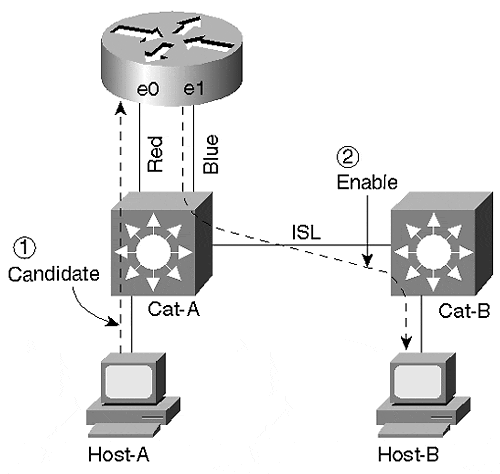 e0
e1
Red
Blue
2
Enable
ISL
1
Candidate
Cat-A
Cat-B
Host-A
Host-B